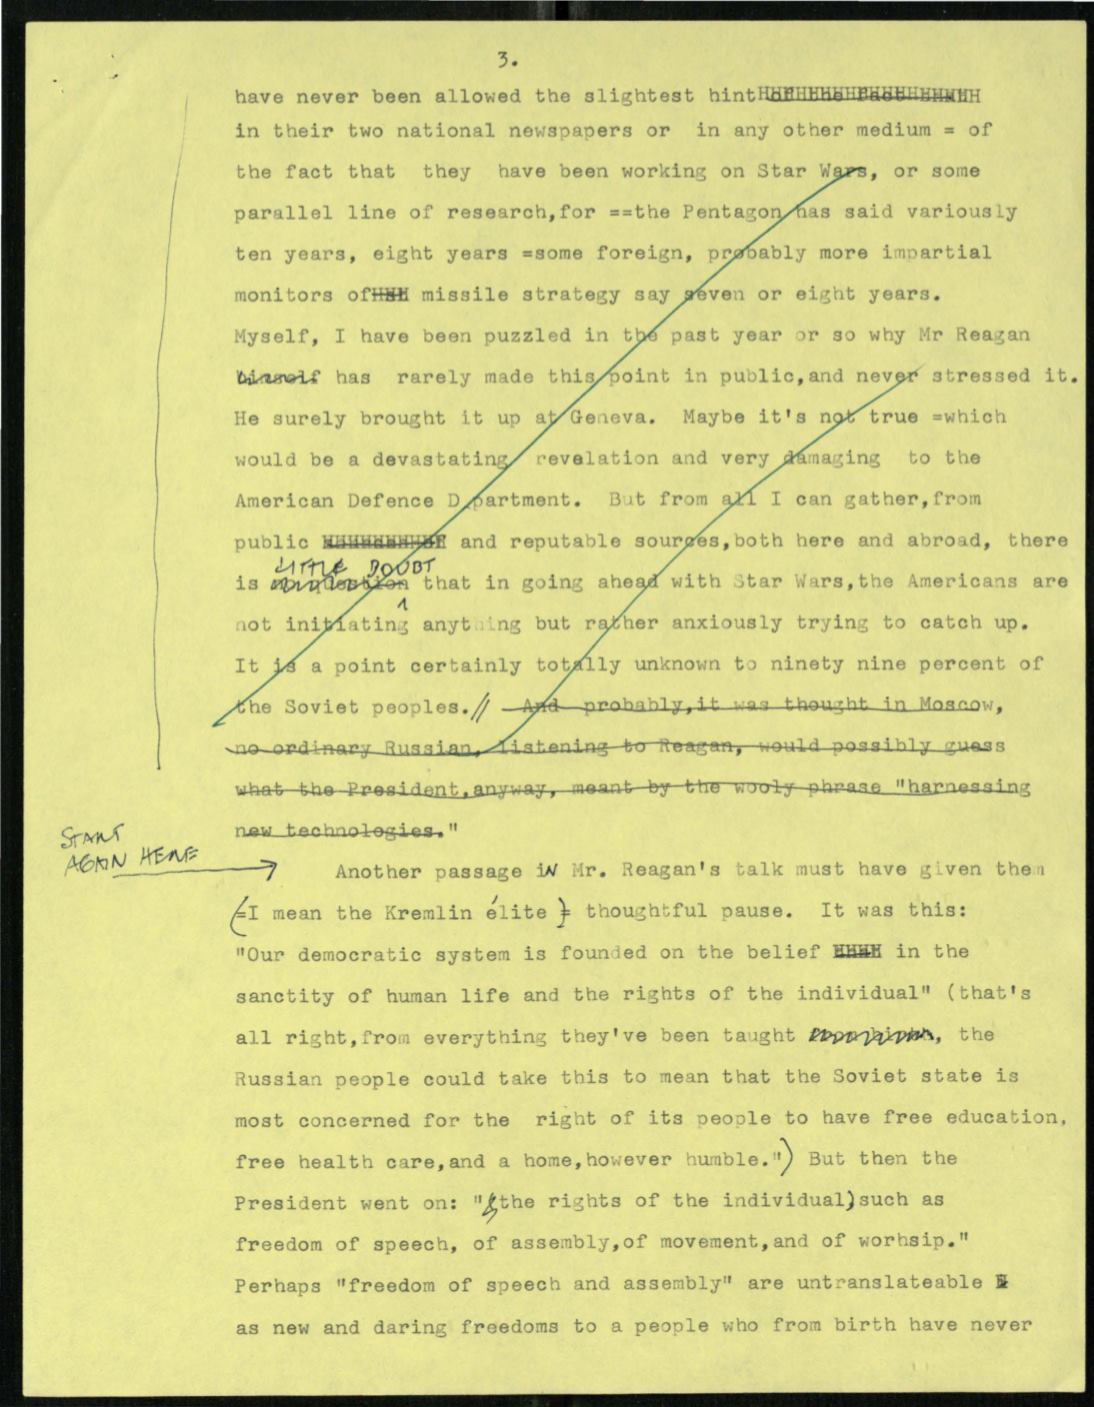 3.
have never been allowed the slightest hint of the fact
in their two national newspapers or in any other medium = of
the fact that they have been working on Star Wars, or some
parallel line of research,for ==the Pentagon has said variously
ten years, eight years =some foreign, probably more impartial
monitors of missile strategy say seven or eight years.
Myself, I have been puzzled in the past year or so why Mr Reagan
himself has rarely made this point in public,and never stressed it.
He surely brought it up at Geneva. Maybe it's not true =which
would be a devastating revelation and very damaging to the
American Defence D partment. But from all I can gather,from
public and reputable sources,both here and abroad, there
LITTLE DOUBT
is no question that in going ahead with Star Wars,the Americans are
not initiating anything but rather anxiously trying to catch up.
It is a point certainly totally unknown to ninety nine percent of
the Soviet peoples.// And probably,it was thought in Moscow,
no ordinary Russian, listening to Reagan, would possibly guess
what the President,anyway, meant by the wooly phrase "harnessing
new technologies."
START
AGAIN HERE
Another passage in Mr. Reagan's talk must have given them
(=I mean the Kremlin élite )= thoughtful pause. It was this:
"Our democratic system is founded on the belief in the
sanctity of human life and the rights of the individual" (that's
all right,from everything they've been taught , the
Russian people could take this to mean that the Soviet state is
most concerned for the right of its people to have free education,
free health care,and a home,however humble.") But then the
President went on: "(the rights of the individual)such as
freedom of speech, of assembly,of movement,and of worhsip."
Perhaps "freedom of speech and assembly" are untranslateable
as new and daring freedoms to a people who from birth have never